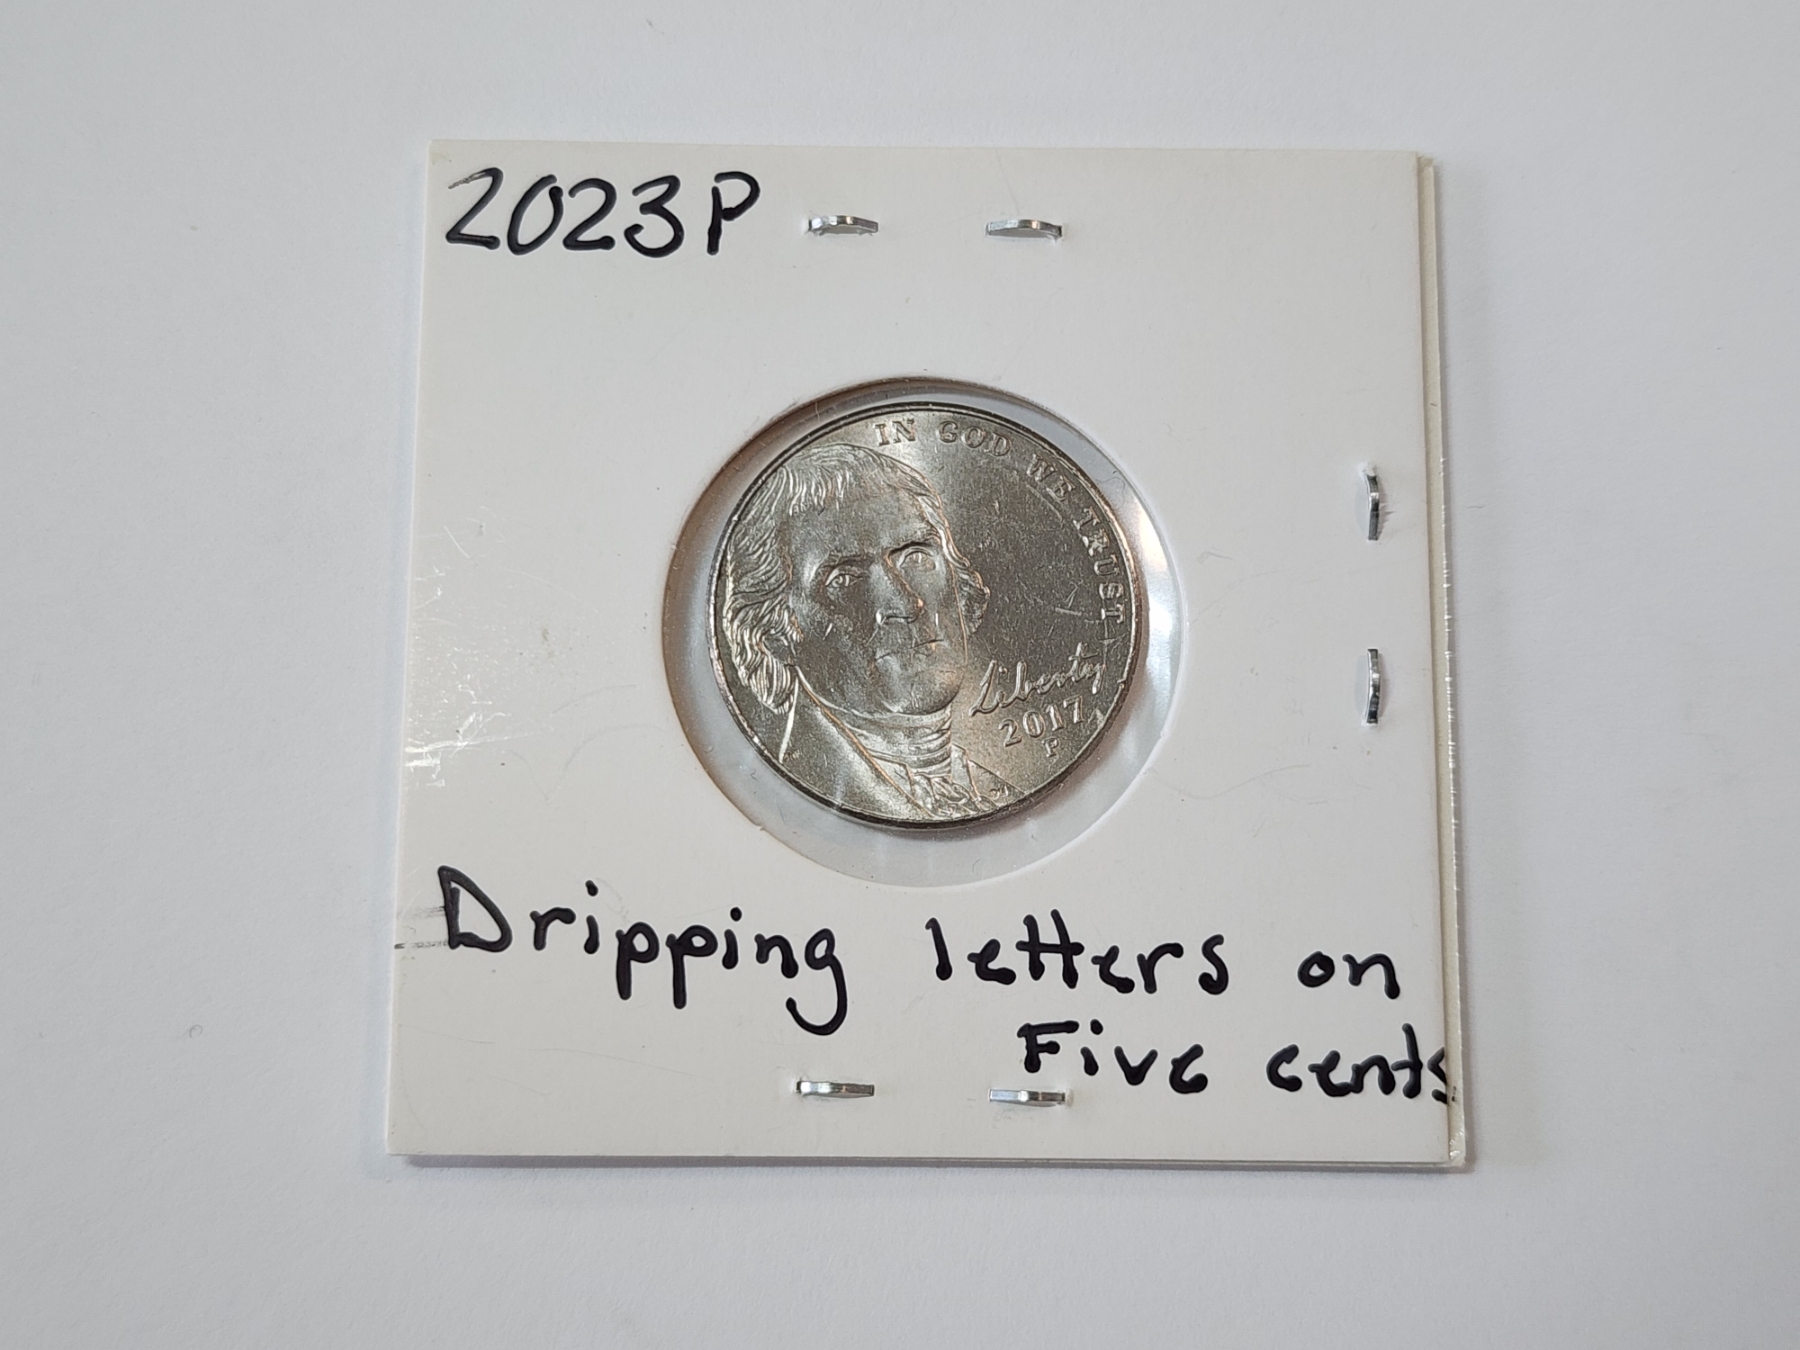 2023P
IN GOD WE TRUST
Liberty
2017
P
Dripping letters on
Five cents